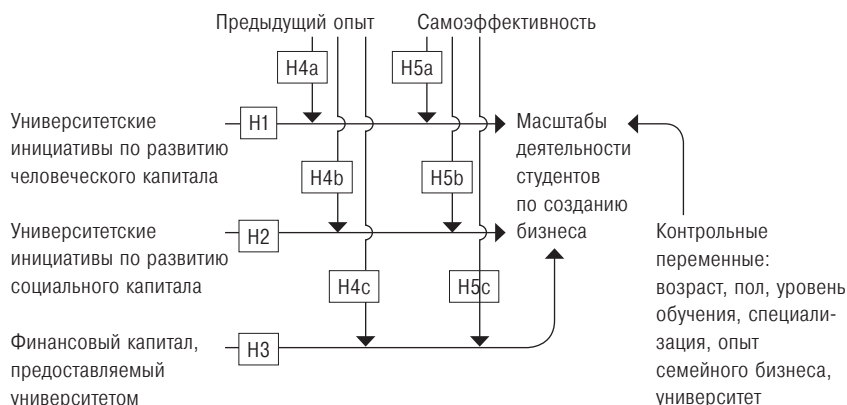 Предыдущий опыт
Самоэффективность
H4a
H5a
Университетские
инициативы по развитию
человеческого капитала
H1
Масштабы
деятельности
студентов
по созданию
бизнеса
H4b
H5b
Университетские
инициативы по развитию
социального капитала
H2
Контрольные
переменные:
возраст, пол, уровень
обучения, специали-
зация, опыт
семейного бизнеса,
университет
H4c
H5c
Финансовый капитал,
предоставляемый
университетом
H3